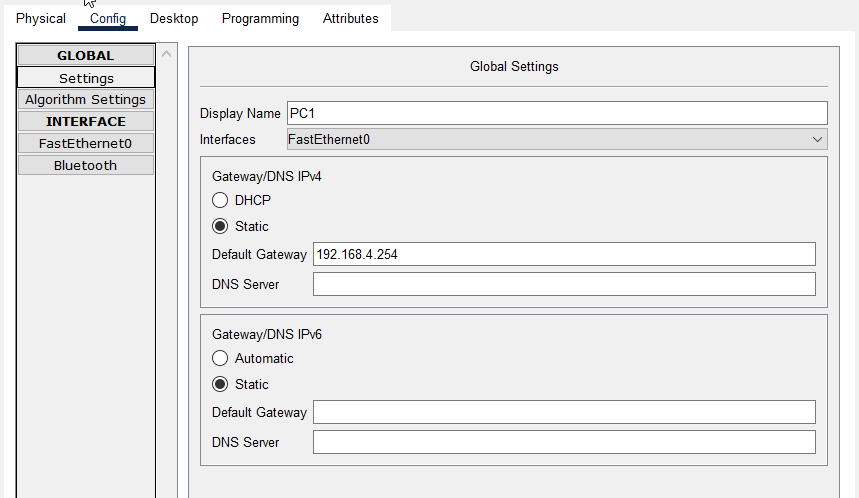 Physical Config Desktop Programming Attributes
GLOBAL
Settings
Algorithm Settings
INTERFACE
FastEthernet0
Bluetooth
Global Settings
Display Name PC1
Interfaces FastEthernet0
Gateway/DNS IPv4
DHCP
Static
Default Gateway 192.168.4.254
DNS Server
Gateway/DNS IPv6
Automatic
Static
Default Gateway
DNS Server